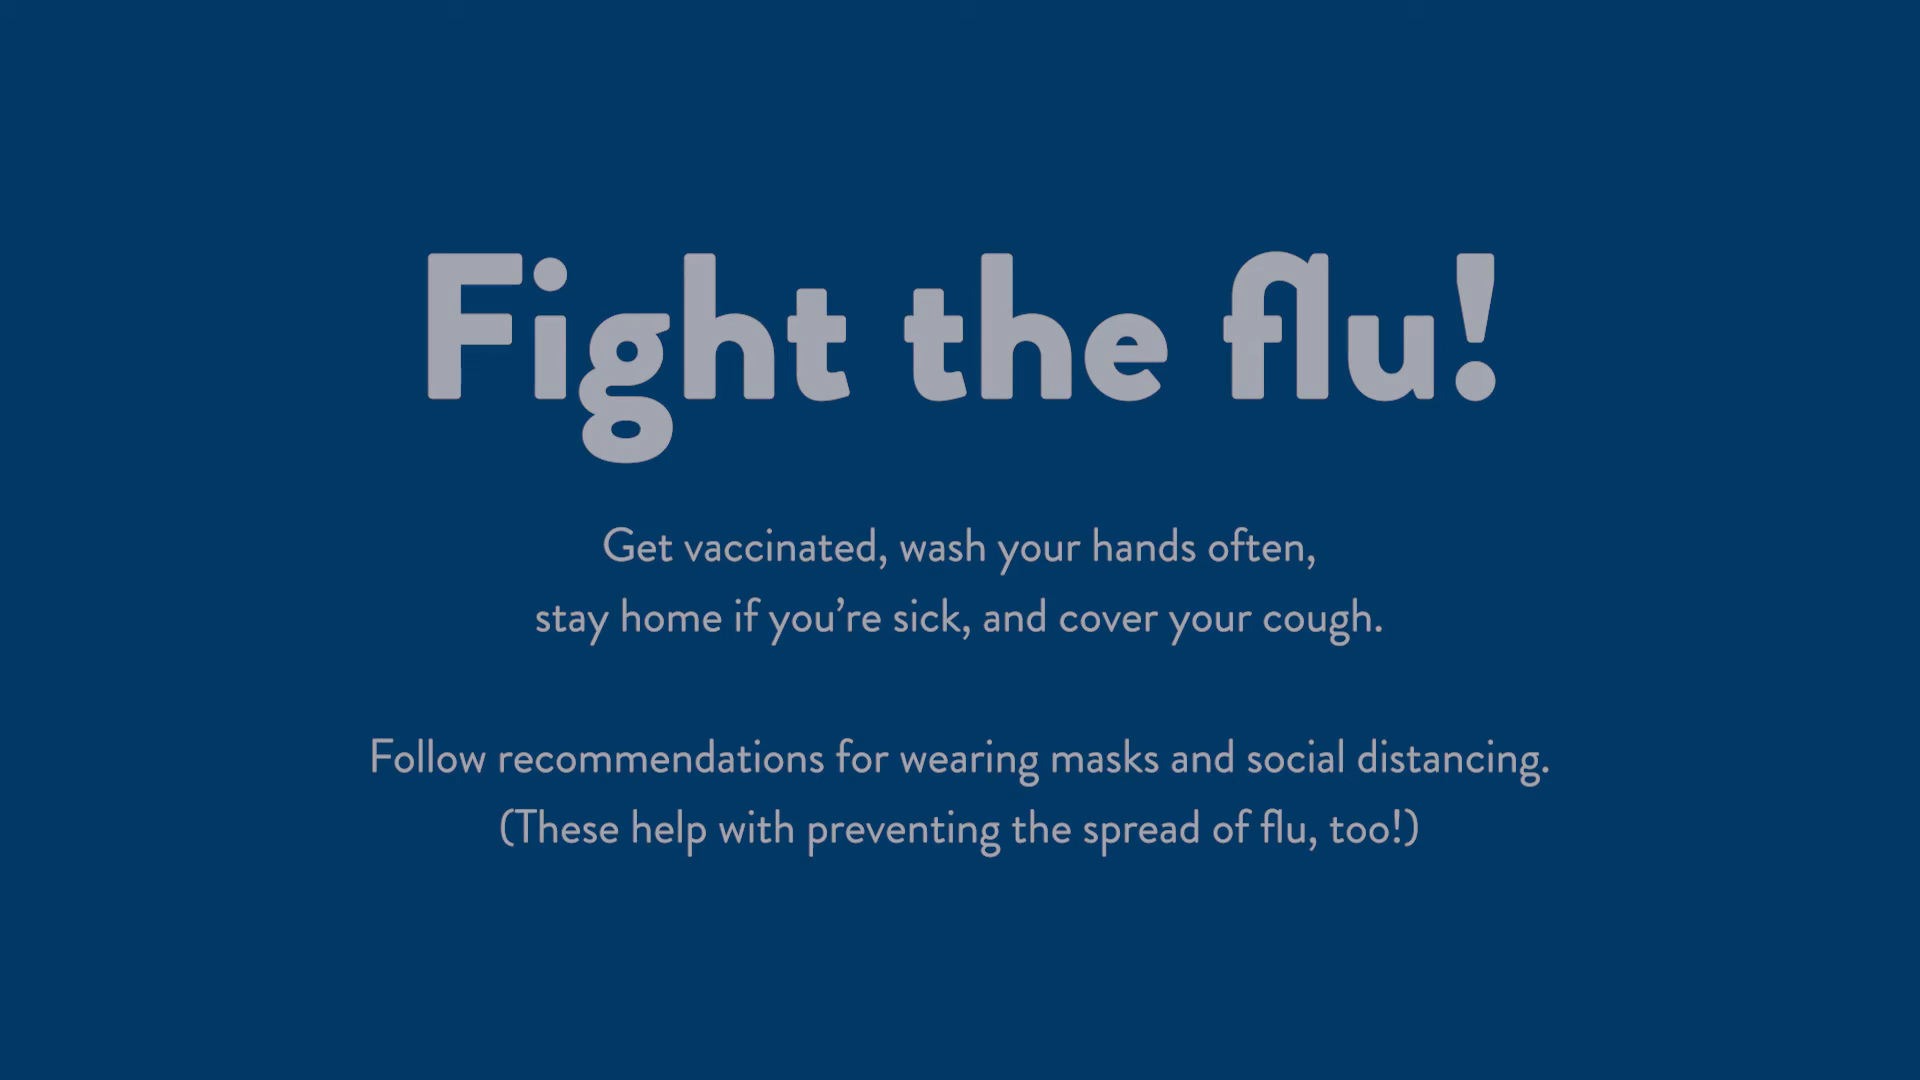 Fight the flu!
Get vaccinated, wash your hands often,
stay home if you’re sick, and cover your cough.
Follow recommendations for wearing masks and social distancing.
(These help with preventing the spread of flu, too!)